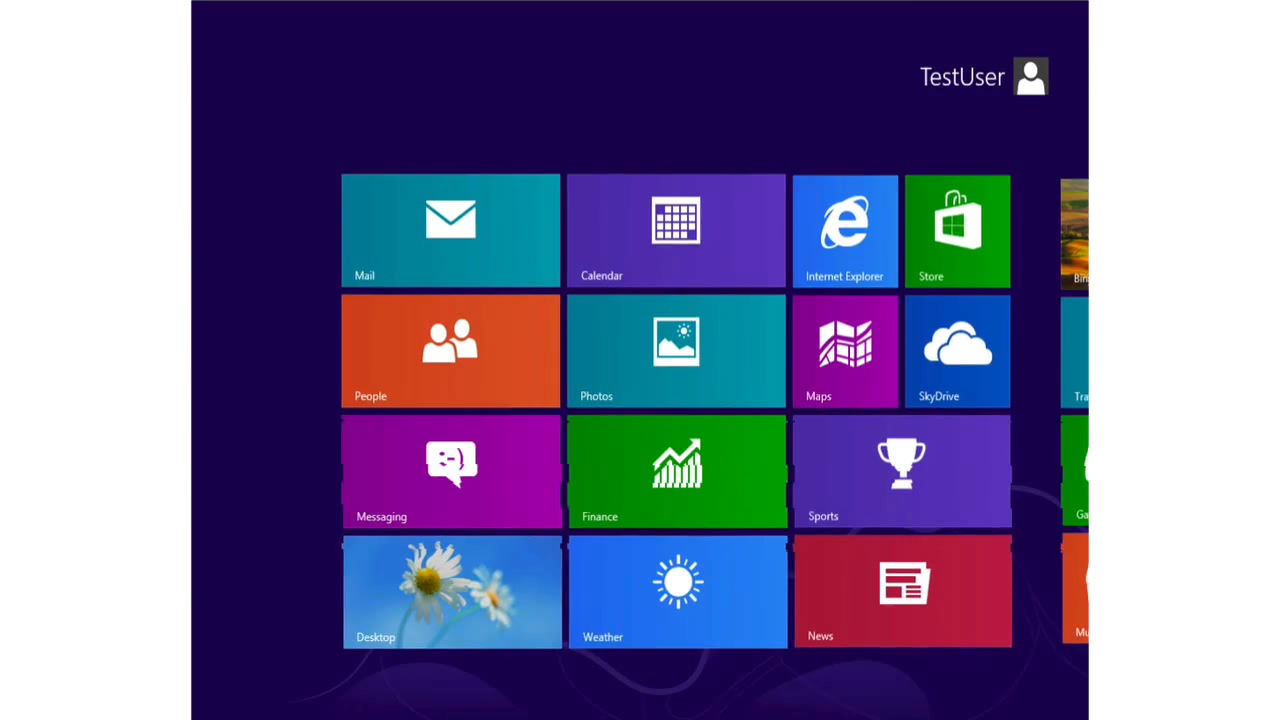 TestUser
Mail
Calendar
Internet Explorer
Store
People
Photos
Maps
SkyDrive
Messaging
Finance
Sports
Desktop
Weather
News